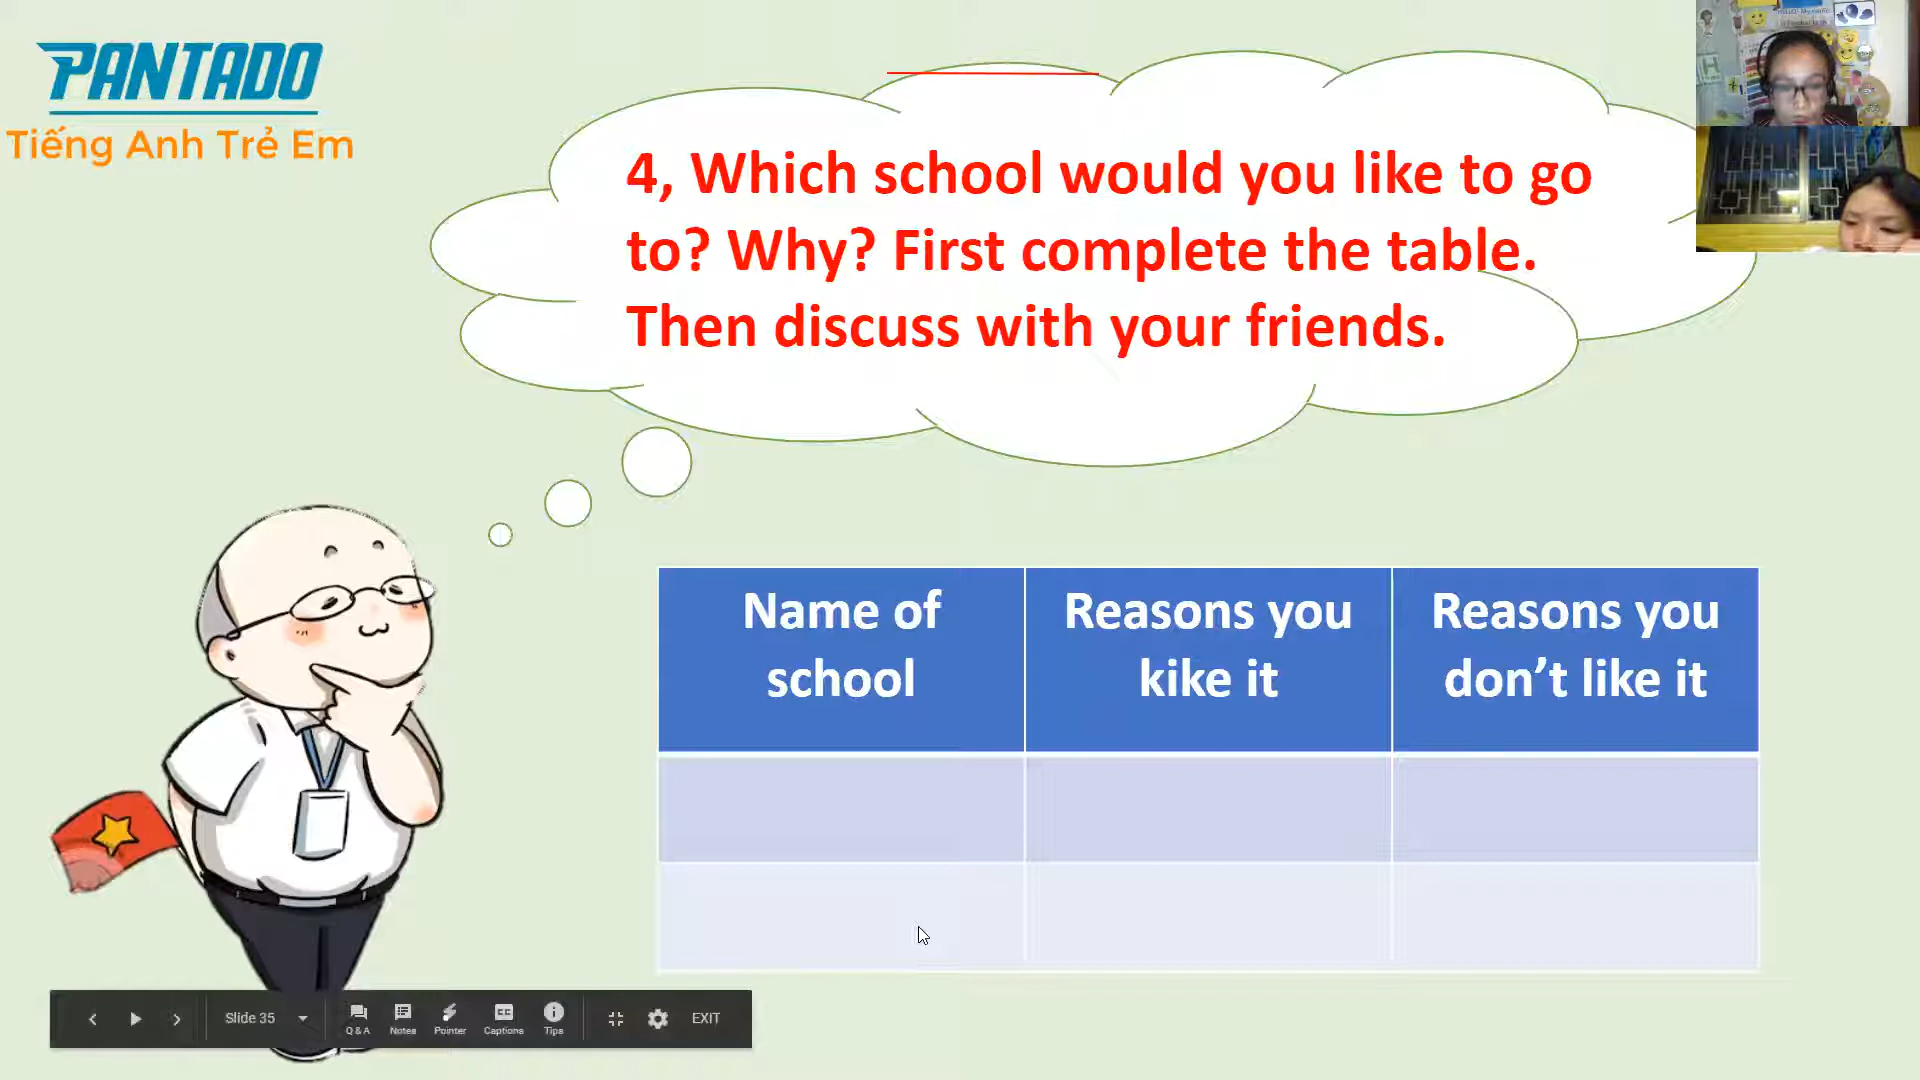 PANTADO
Tiếng Anh Trẻ Em
4, Which school would you like to go
to? Why? First complete the table.
Then discuss with your friends.
Name of
school
Reasons you
kike it
Reasons you
don’t like it
Slide 35
Q & A
Notes
Pointer
Captions
Tips
EXIT